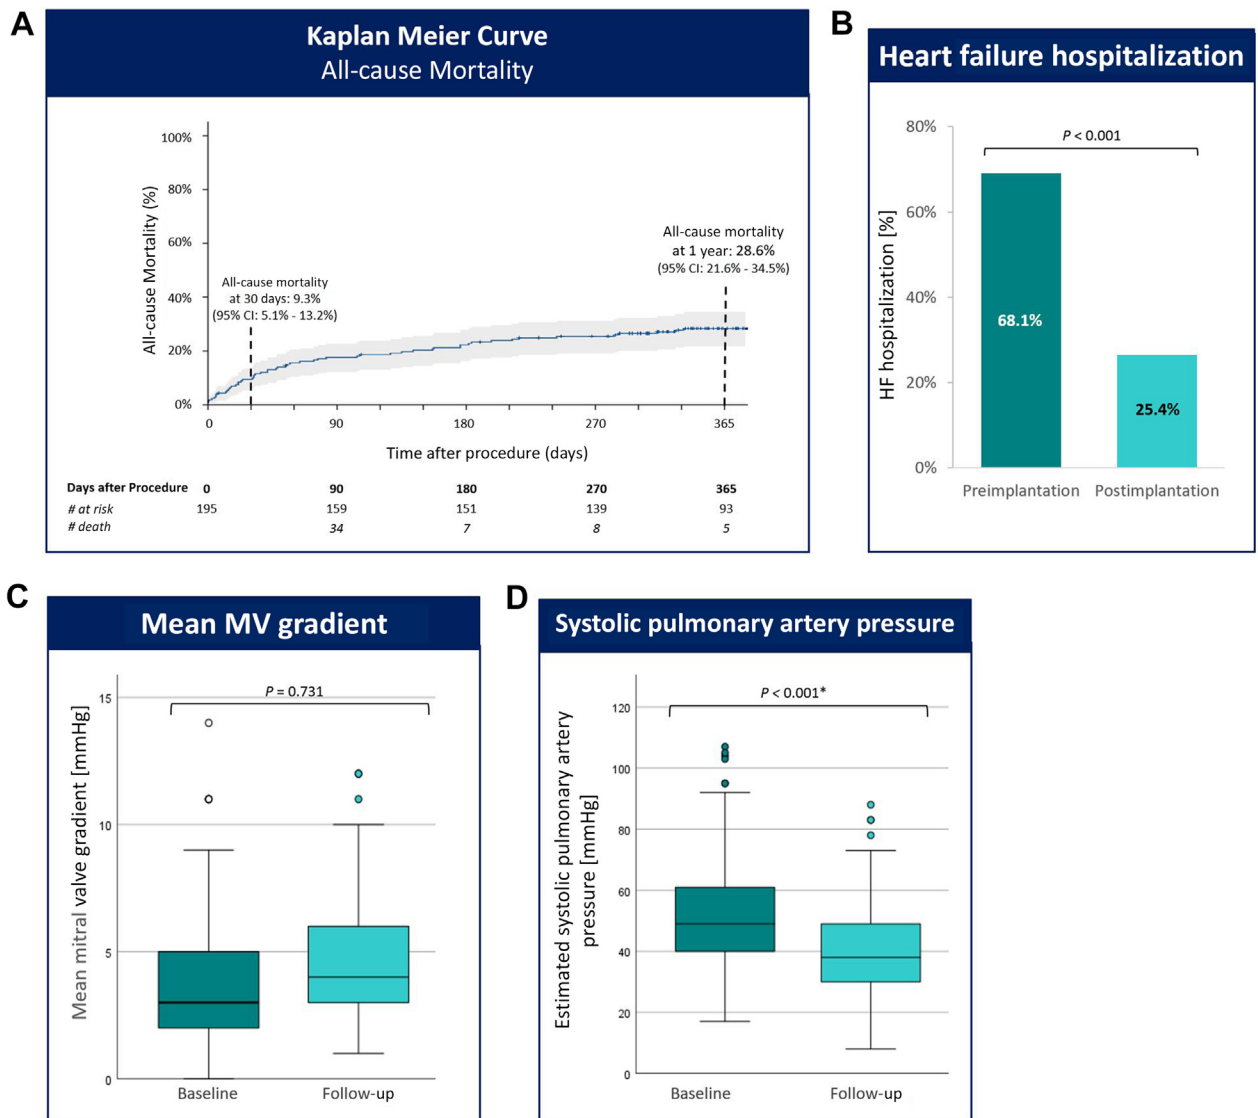 A
Kaplan Meier Curve
All-cause Mortality
All-cause Mortality (%)
100%
80%
60%
40%
20%
0%
All-cause mortality
at 30 days: 9.3%
(95% CI: 5.1% - 13.2%)
All-cause mortality
at 1 year: 28.6%
(95% CI: 21.6% - 34.5%)
0 90 180 270 365
Time after procedure (days)
Days after Procedure 0 90 180 270 365
# at risk 195 159 151 139 93
# death 34 7 8 5
B
Heart failure hospitalization
HF hospitalization [%]
80%
60%
40%
20%
0%
P < 0.001
68.1%
25.4%
Preimplantation Postimplantation
C
Mean MV gradient
Mean mitral valve gradient [mmHg]
15
10
5
0
P = 0.731
Baseline Follow-up
D
Systolic pulmonary artery pressure
Estimated systolic pulmonary artery
pressure [mmHg]
120
100
80
60
40
20
0
P < 0.001*
Baseline Follow-up